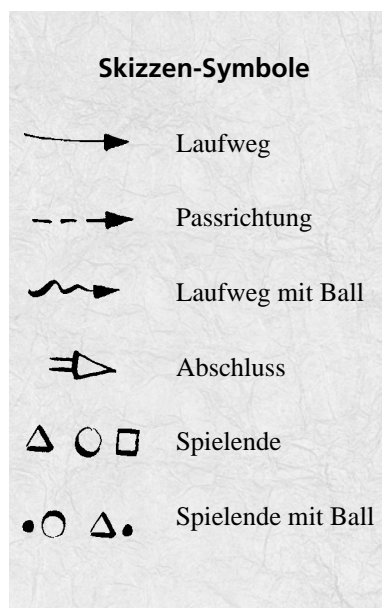 Skizzen-Symbole
Laufweg
Passrichtung
Laufweg mit Ball
Abschluss
Spielende
Spielende mit Ball